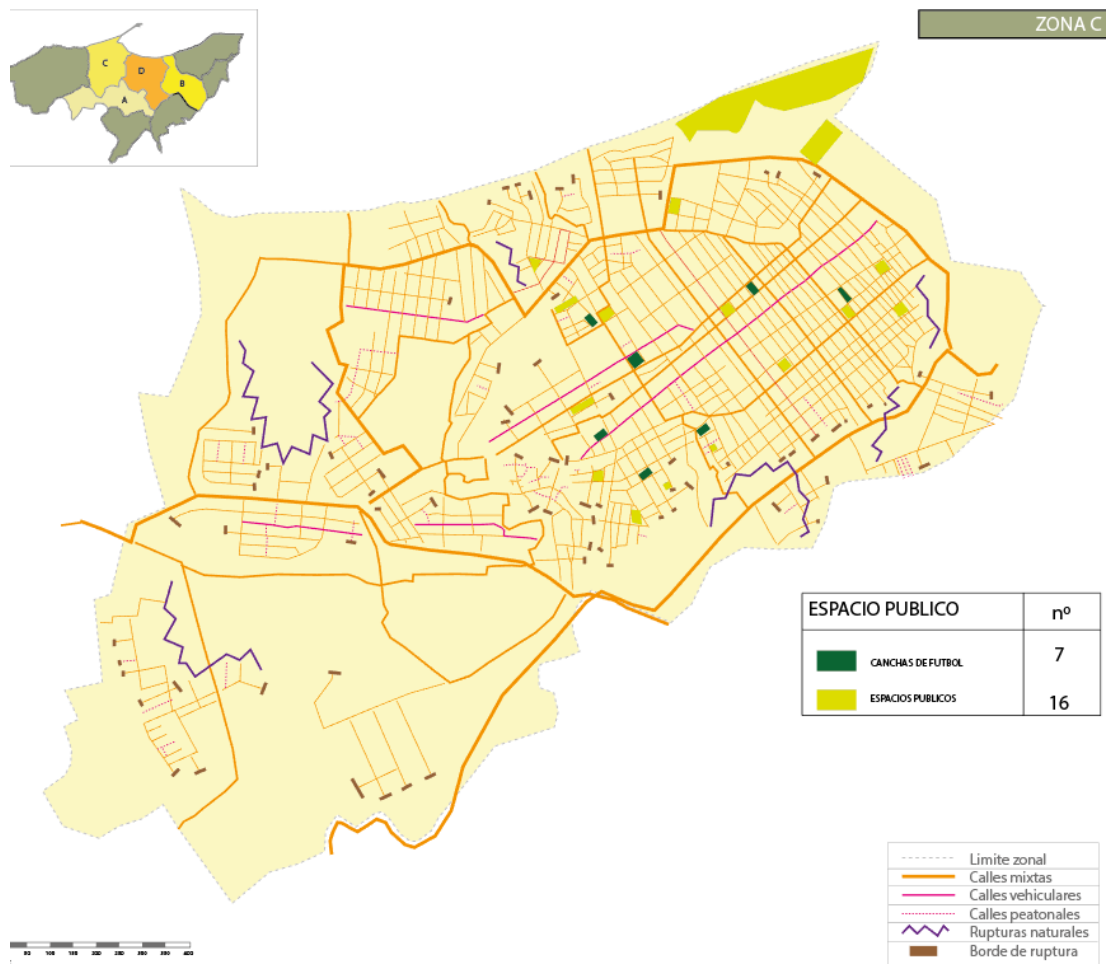 ZONA C
C
D
B
A
ESPACIO PUBLICO nº
CANCHAS DE FUTBOL 7
ESPACIOS PUBLICOS 16
Limite zonal
Calles mixtas
Calles vehiculares
Calles peatonales
Rupturas naturales
Borde de ruptura